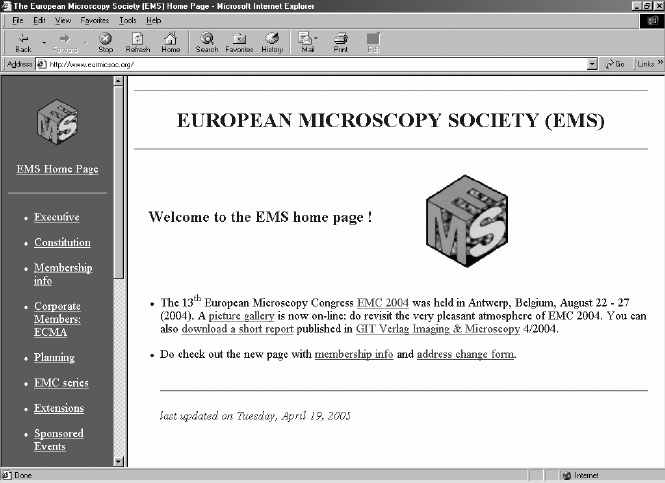 The European Microscopy Society (EMS) Home Page - Microsoft Internet Explorer
File Edit View Favorites Tools Help
Back Forward Stop Refresh Home Search Favorites History Mail Print Edit
Address http://www.eurmicsoc.org/ Go Links »
EMS
EMS Home Page
• Executive
• Constitution
• Membership
info
• Corporate
Members:
ECMA
• Planning
• EMC series
• Extensions
• Sponsored
Events
EUROPEAN MICROSCOPY SOCIETY (EMS)
Welcome to the EMS home page !
EMS
• The 13th European Microscopy Congress EMC 2004 was held in Antwerp, Belgium, August 22 - 27
(2004). A picture gallery is now on-line: do revisit the very pleasant atmosphere of EMC 2004. You can
also download a short report published in GIT Verlag Imaging & Microscopy 4/2004.
• Do check out the new page with membership info and address change form.
last updated on Tuesday, April 19, 2005
Done Internet